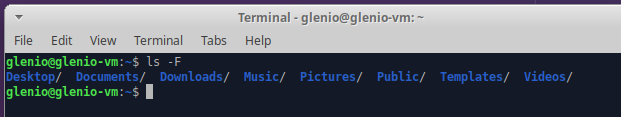 Terminal - glenio@glenio-vm: ~
File Edit View Terminal Tabs Help
glenio@glenio-vm:~$ ls -F
Desktop/ Documents/ Downloads/ Music/ Pictures/ Public/ Templates/ Videos/
glenio@glenio-vm:~$